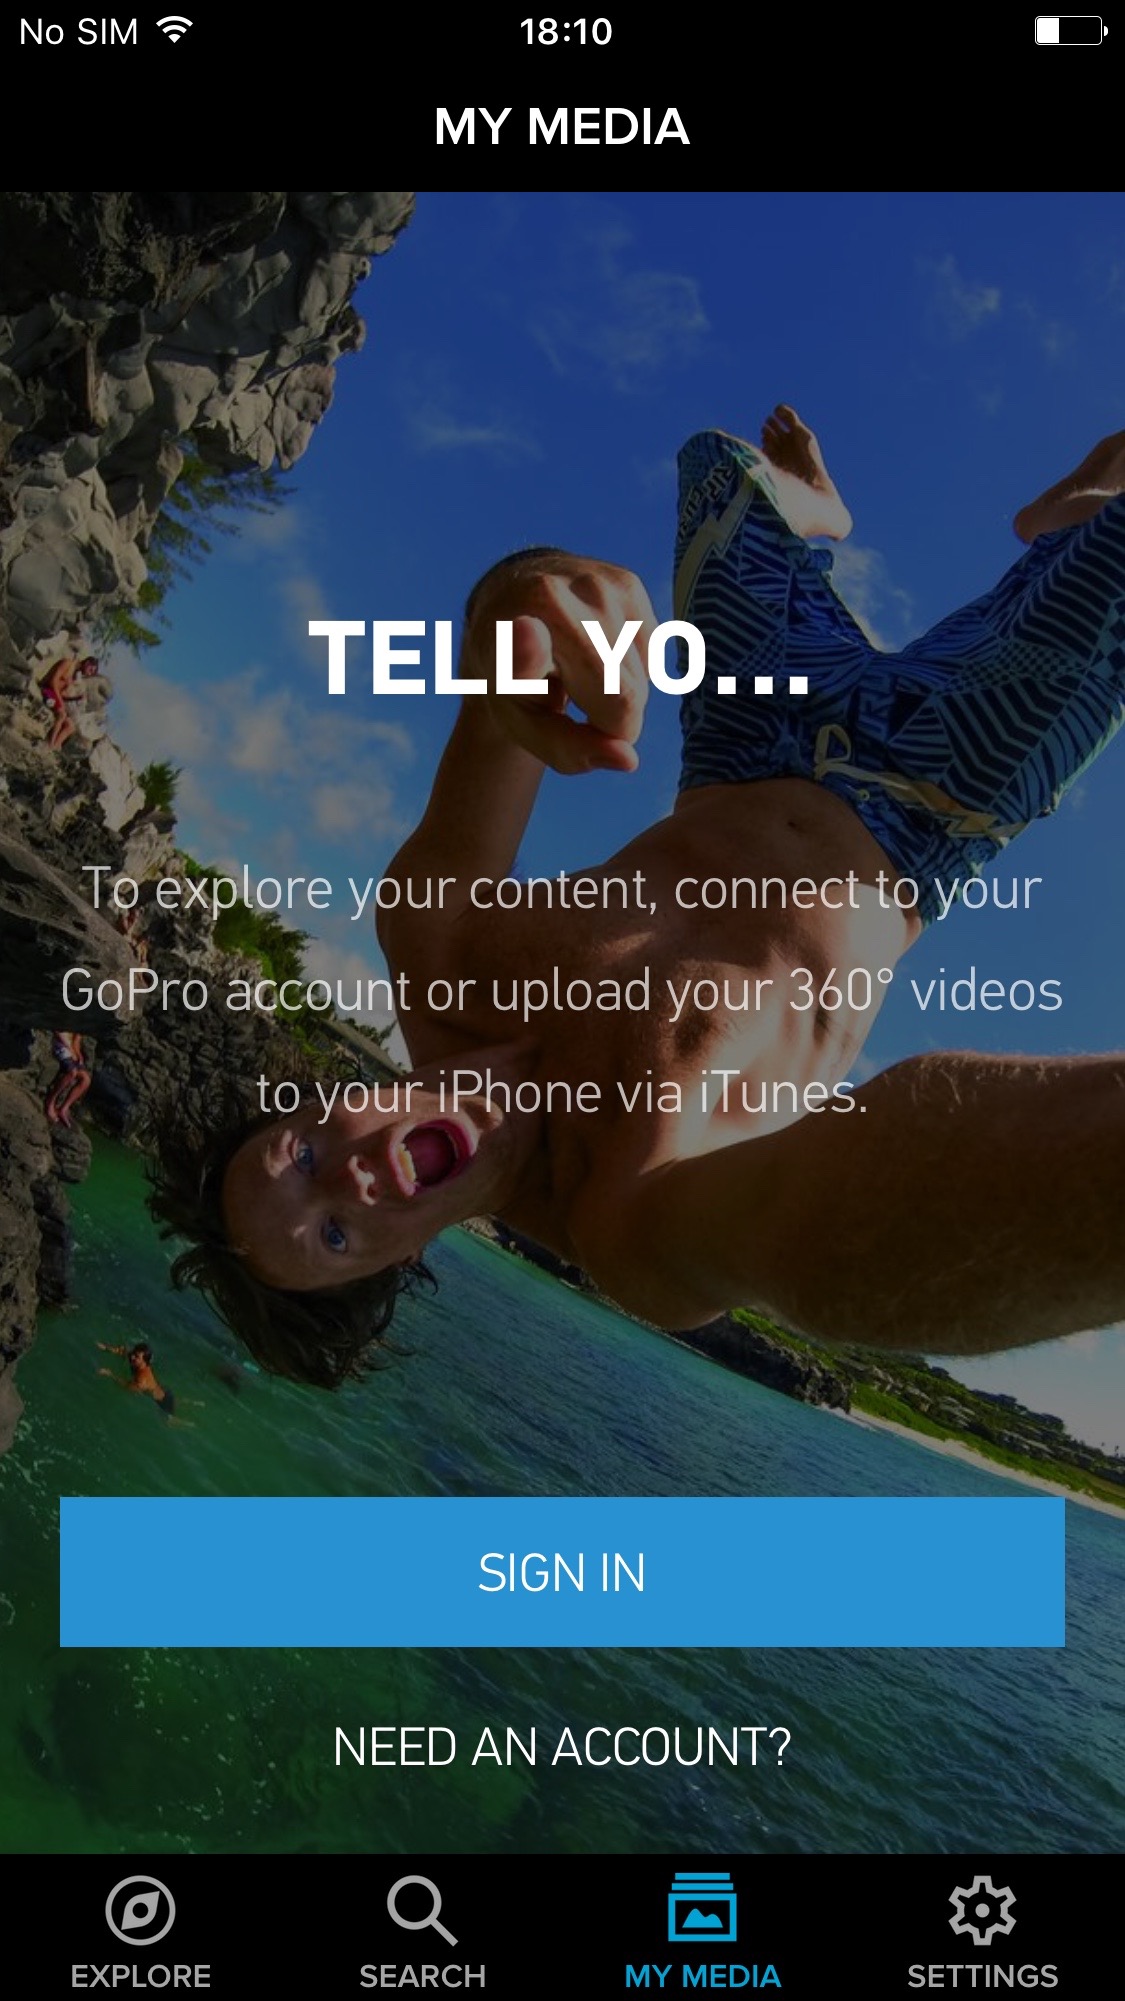 No SIM 18:10
MY MEDIA
TELL YO...
To explore your content, connect to your
GoPro account or upload your 360° videos
to your iPhone via iTunes.
SIGN IN
NEED AN ACCOUNT?
EXPLORE SEARCH MY MEDIA SETTINGS